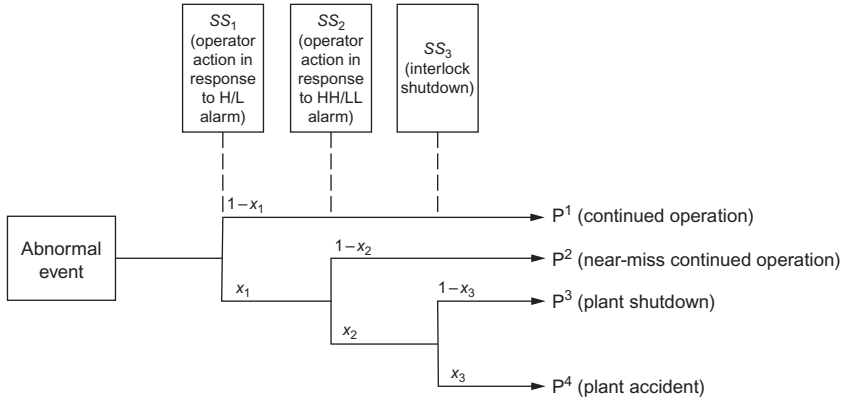 SS₁
(operator
action in
response
to H/L
alarm)
SS₂
(operator
action in
response
to HH/LL
alarm)
SS₃
(interlock
shutdown)
Abnormal
event
1−x₁
P¹ (continued operation)
1−x₂
P² (near-miss continued operation)
x₁
1−x₃
P³ (plant shutdown)
x₂
x₃
P⁴ (plant accident)